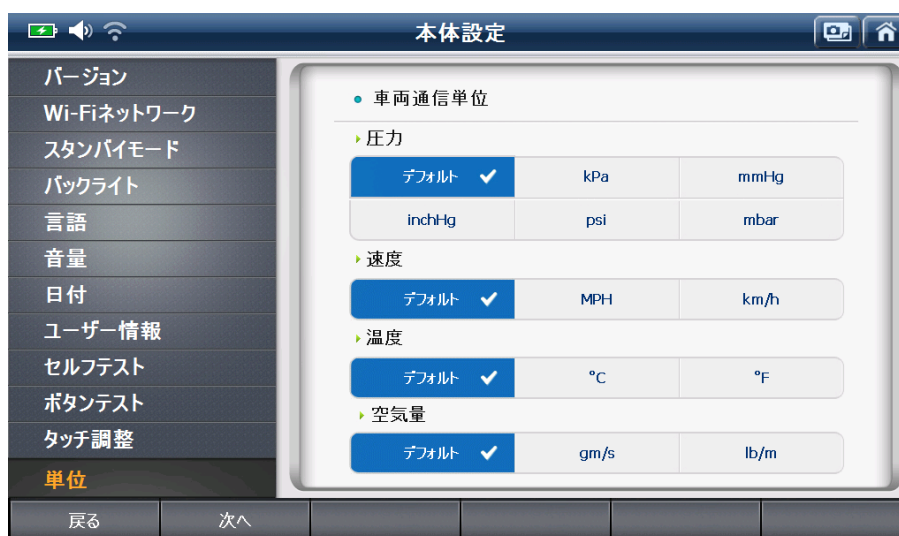 本体設定
バージョン
Wi-Fiネットワーク
スタンバイモード
バックライト
言語
音量
日付
ユーザー情報
セルフテスト
ボタンテスト
タッチ調整
単位
車両通信単位
圧力
デフォルト kPa mmHg
inchHg psi mbar
速度
デフォルト MPH km/h
温度
デフォルト °C °F
空気量
デフォルト gm/s lb/m
戻る 次へ